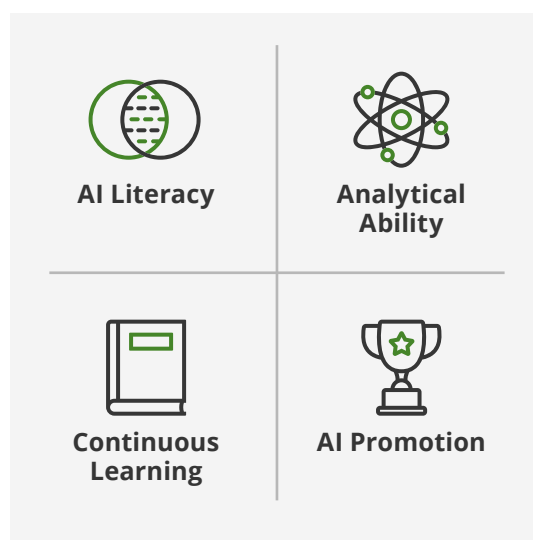 AI Literacy
Analytical
Ability
Continuous
Learning
AI Promotion